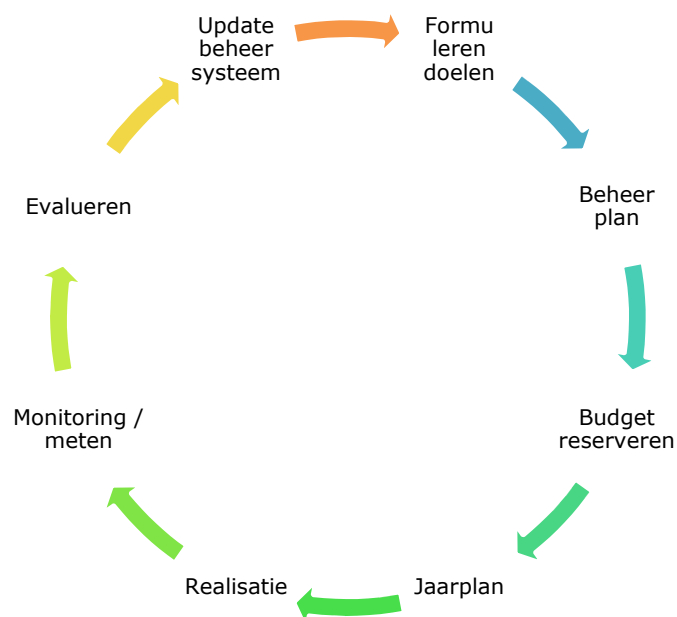 Update
beheer
systeem
Formu
leren
doelen
Beheer
plan
Budget
reserveren
Jaarplan
Realisatie
Monitoring /
meten
Evalueren